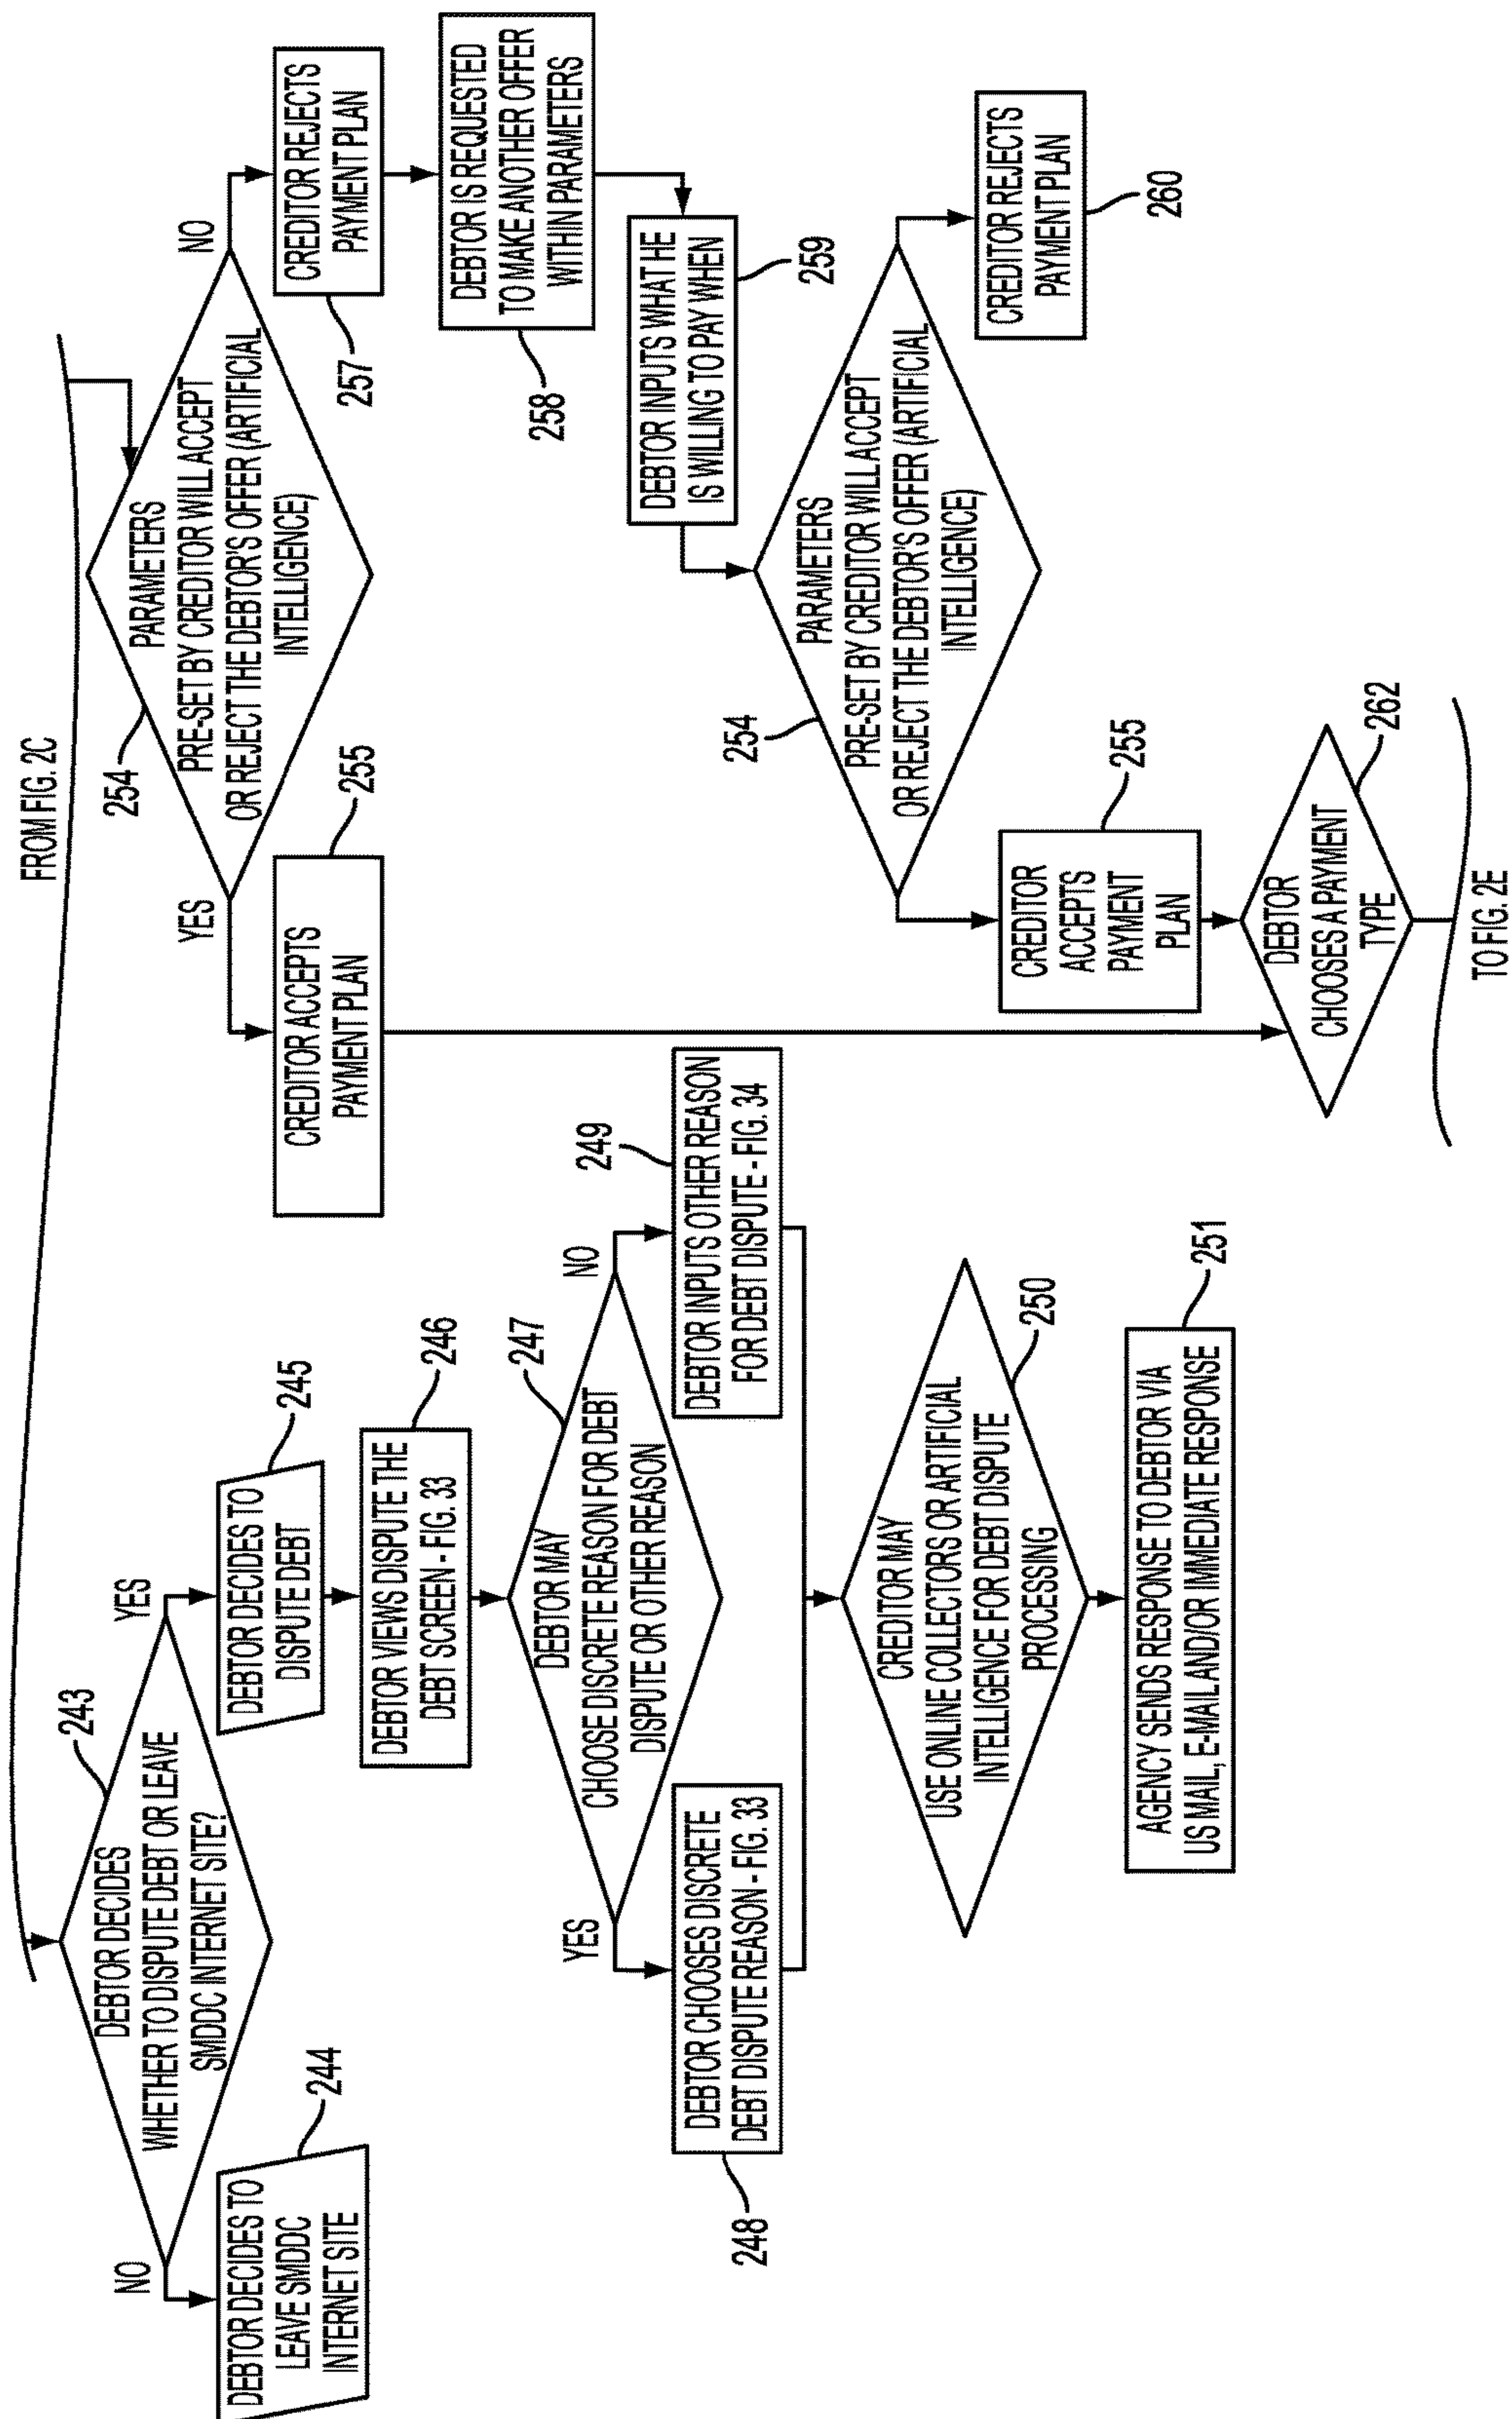 FROM FIG. 2C
243
DEBTOR DECIDES
WHETHER TO DISPUTE DEBT OR LEAVE
SMDDC INTERNET SITE?
NO
YES
244
DEBTOR DECIDES TO
LEAVE SMDDC
INTERNET SITE
245
DEBTOR DECIDES TO
DISPUTE DEBT
246
DEBTOR VIEWS DISPUTE THE
DEBT SCREEN - FIG. 33
247
DEBTOR MAY
CHOOSE DISCRETE REASON FOR DEBT
DISPUTE OR OTHER REASON
YES
NO
248
DEBTOR CHOOSES DISCRETE
DEBT DISPUTE REASON - FIG. 33
249
DEBTOR INPUTS OTHER REASON
FOR DEBT DISPUTE - FIG. 34
250
CREDITOR MAY
USE ONLINE COLLECTORS OR ARTIFICIAL
INTELLIGENCE FOR DEBT DISPUTE
PROCESSING
251
AGENCY SENDS RESPONSE TO DEBTOR VIA
US MAIL, E-MAIL AND/OR IMMEDIATE RESPONSE
254
PARAMETERS
PRE-SET BY CREDITOR WILL ACCEPT
OR REJECT THE DEBTOR'S OFFER (ARTIFICIAL
INTELLIGENCE)
YES
NO
255
CREDITOR ACCEPTS
PAYMENT PLAN
257
CREDITOR REJECTS
PAYMENT PLAN
258
DEBTOR IS REQUESTED
TO MAKE ANOTHER OFFER
WITHIN PARAMETERS
259
DEBTOR INPUTS WHAT HE
IS WILLING TO PAY WHEN
254
PARAMETERS
PRE-SET BY CREDITOR WILL ACCEPT
OR REJECT THE DEBTOR'S OFFER (ARTIFICIAL
INTELLIGENCE)
255
CREDITOR
ACCEPTS
PAYMENT
PLAN
260
CREDITOR REJECTS
PAYMENT PLAN
262
DEBTOR
CHOOSES A PAYMENT
TYPE
TO FIG. 2E